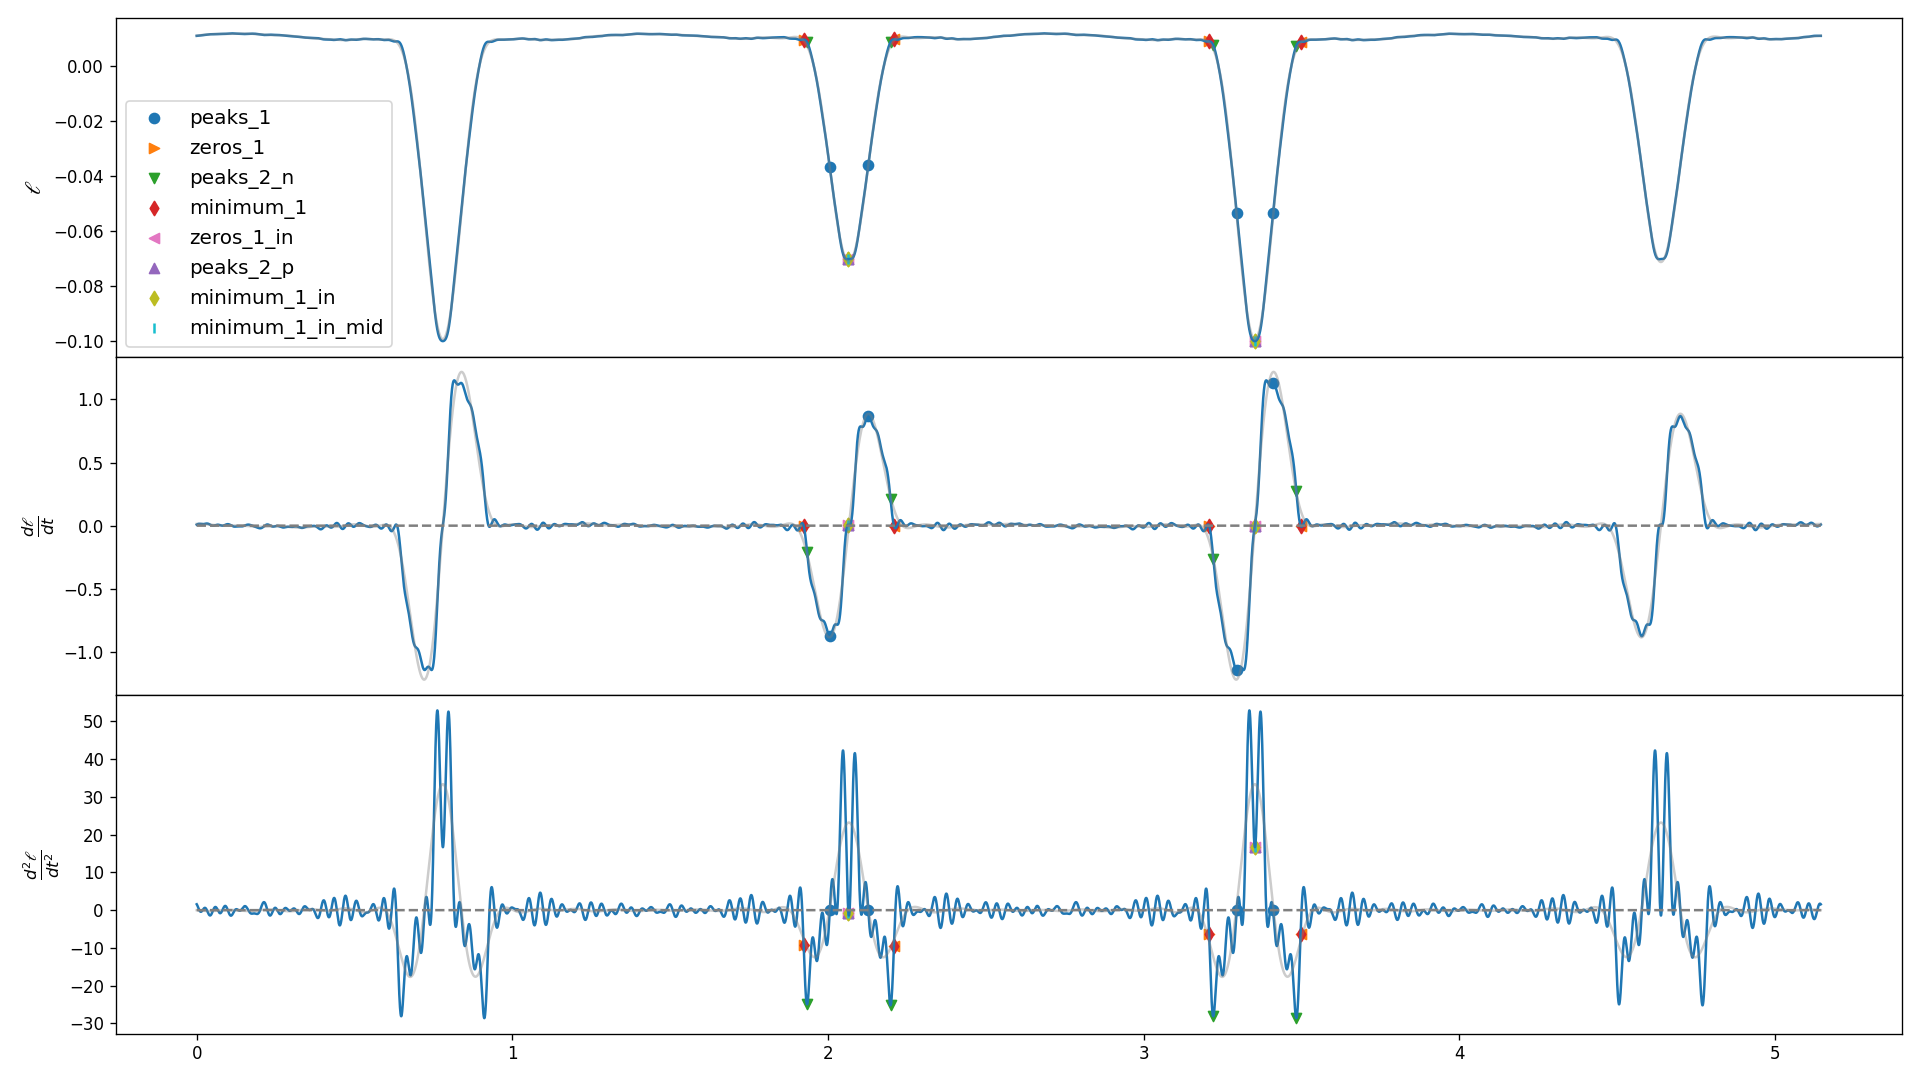 0.00
−0.02
−0.04
−0.06
−0.08
−0.10
ℓ
peaks_1
zeros_1
peaks_2_n
minimum_1
zeros_1_in
peaks_2_p
minimum_1_in
minimum_1_in_mid
1.0
0.5
0.0
−0.5
−1.0
dℓ
dt
50
40
30
20
10
0
−10
−20
−30
d²ℓ
dt²
0 1 2 3 4 5